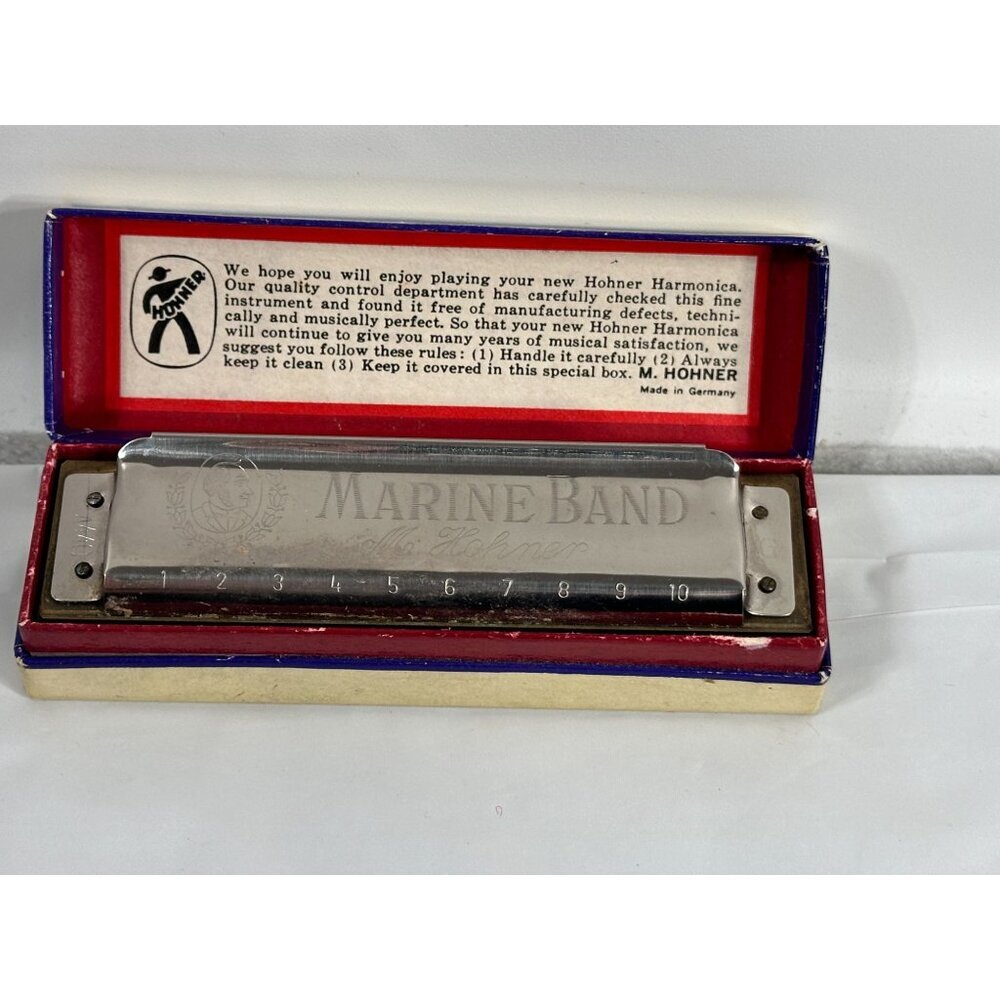 HOHNER
We hope you will enjoy playing your new Hohner Harmonica.
Our quality control department has carefully checked this fine
instrument and found it free of manufacturing defects, techni-
cally and musically perfect. So that your new Hohner Harmonica
will continue to give you many years of musical satisfaction, we
suggest you follow these rules: (1) Handle it carefully (2) Always
keep it clean (3) Keep it covered in this special box. M. HOHNER
Made in Germany
MARINE BAND
M. Hohner
1 2 3 4 5 6 7 8 9 10